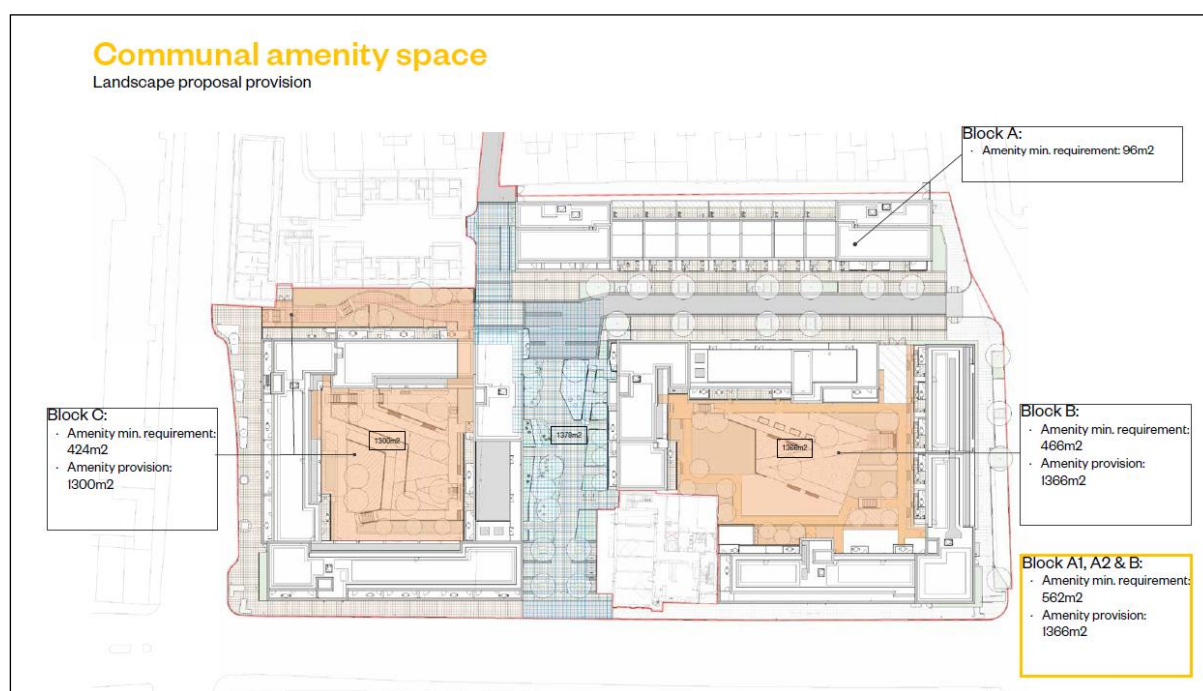 Communal amenity space
Landscape proposal provision
Block A:
· Amenity min. requirement: 96m2
Block C:
· Amenity min. requirement:
424m2
· Amenity provision:
1300m2
1300m2
1378m2
1366m2
Block B:
· Amenity min. requirement:
466m2
· Amenity provision:
1366m2
Block A1, A2 & B:
· Amenity min. requirement:
562m2
· Amenity provision:
1366m2